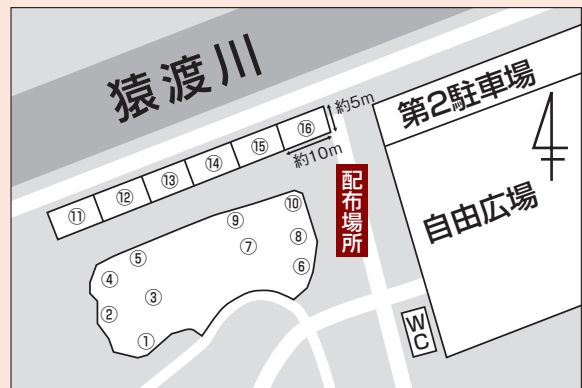 猿渡川
約5m
第2駐車場
⑯
⑮
⑭
⑬
⑫
⑪
約10m
配布場所
自由広場
⑩
⑨
⑧
⑦
⑥
⑤
④
③
②
①
WC